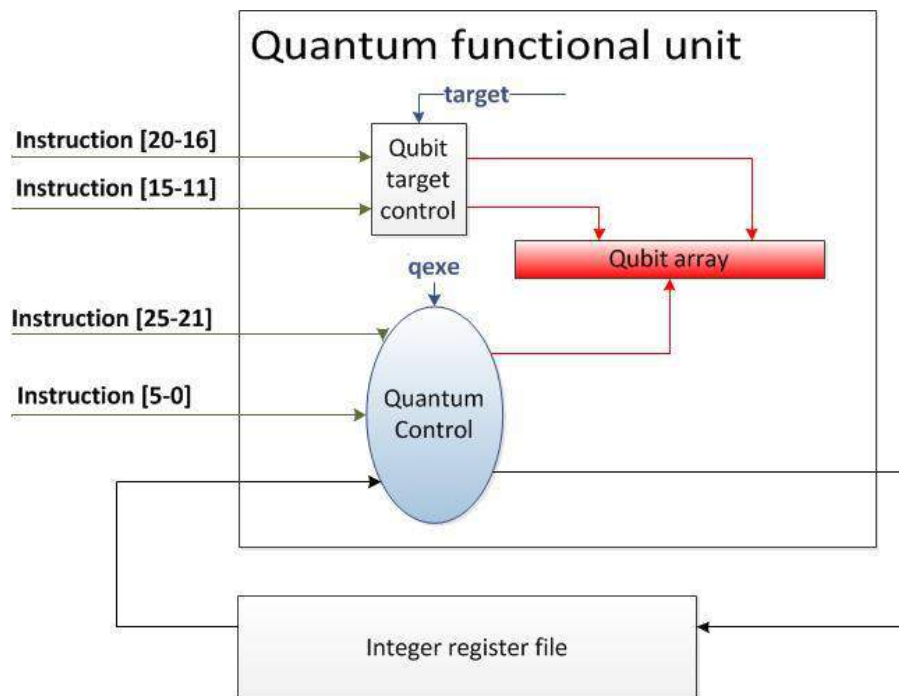 Quantum functional unit
target
Instruction [20-16]
Qubit
target
control
Instruction [15-11]
Qubit array
qexe
Instruction [25-21]
Instruction [5-0]
Quantum
Control
Integer register file